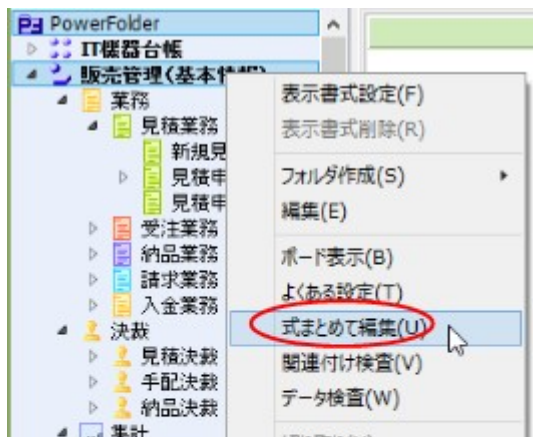 PowerFolder
IT機器台帳
販売管理(基本情報)
業務
見積業務
新規見
見積申
見積申
受注業務
納品業務
請求業務
入金業務
決裁
見積決裁
手配決裁
納品決裁
集計
表示書式設定(F)
表示書式削除(R)
フォルダ作成(S)
編集(E)
ボード表示(B)
よくある設定(T)
式まとめて編集(U)
関連付け検査(V)
データ検査(W)